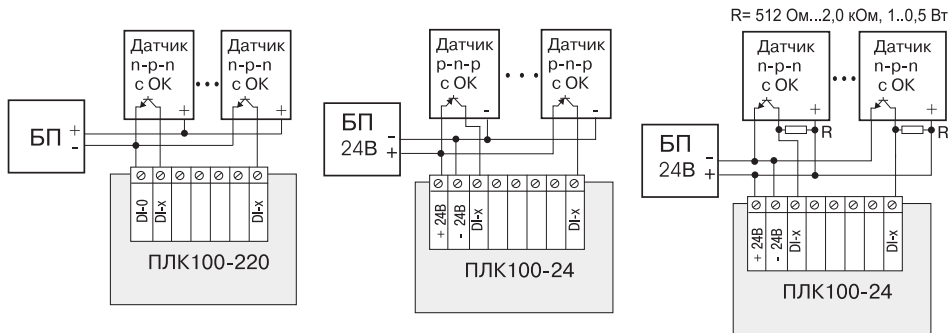 Датчик
n-p-n
с ОК
+
Датчик
n-p-n
с ОК
+
БП
+
-
DI-0
DI-x
DI-x
ПЛК100-220
Датчик
p-n-p
с ОК
-
Датчик
p-n-p
с ОК
-
БП
24В
-
+
+ 24В
- 24В
DI-x
DI-x
ПЛК100-24
R= 512 Ом...2,0 кОм, 1..0,5 Вт
Датчик
n-p-n
с ОК
+
R
Датчик
n-p-n
с ОК
+
R
БП
24В
-
+
+ 24В
- 24В
DI-x
DI-x
ПЛК100-24